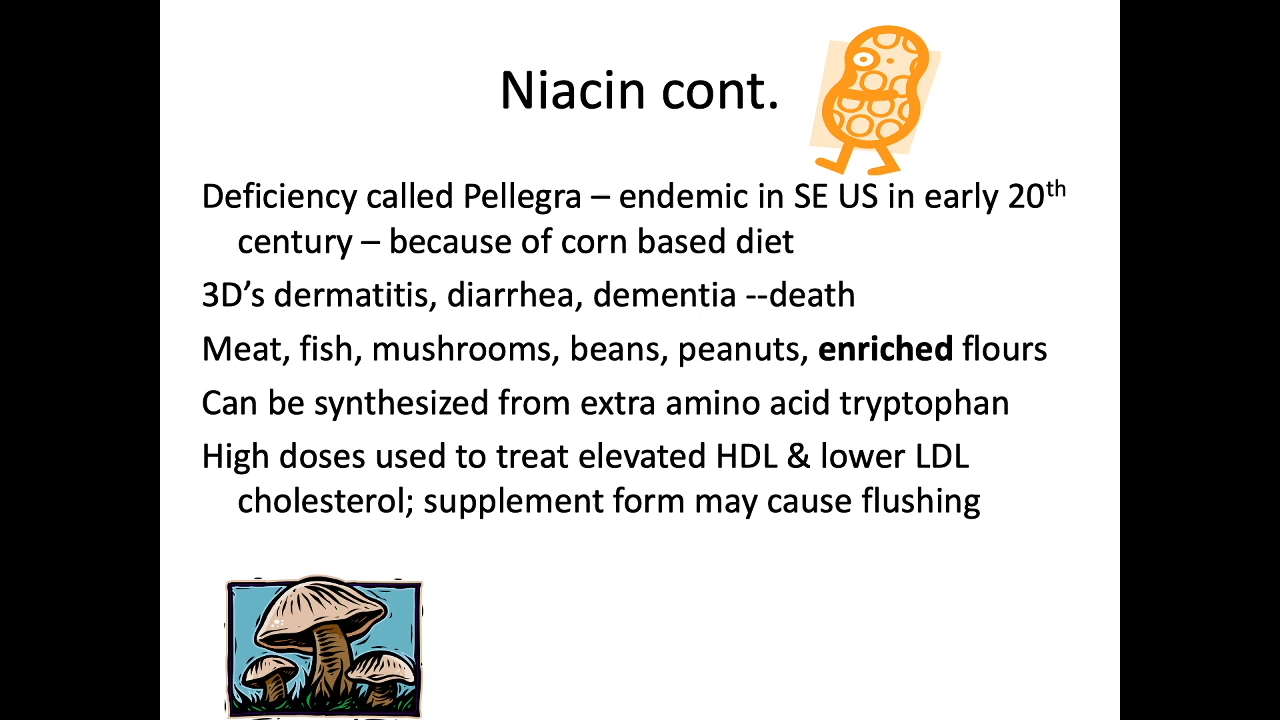 Niacin cont.
Deficiency called Pellegra – endemic in SE US in early 20th
century – because of corn based diet
3D’s dermatitis, diarrhea, dementia --death
Meat, fish, mushrooms, beans, peanuts, enriched flours
Can be synthesized from extra amino acid tryptophan
High doses used to treat elevated HDL & lower LDL
cholesterol; supplement form may cause flushing